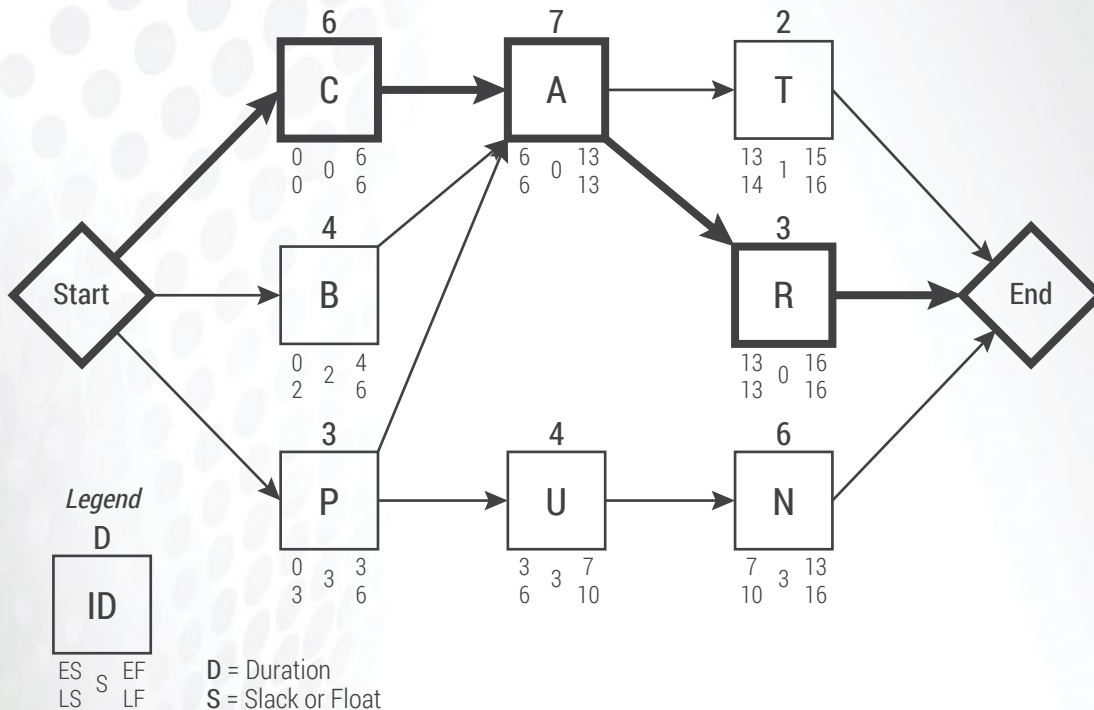 6
C
0 0 6
0 6
7
A
6 0 13
6 13
2
T
13 1 15
14 16
Start
4
B
0 2 4
2 6
3
R
13 0 16
13 16
End
3
P
0 3 3
3 6
4
U
3 3 7
6 10
6
N
7 3 13
10 16
Legend
D
ID
ES S EF
LS LF
D = Duration
S = Slack or Float